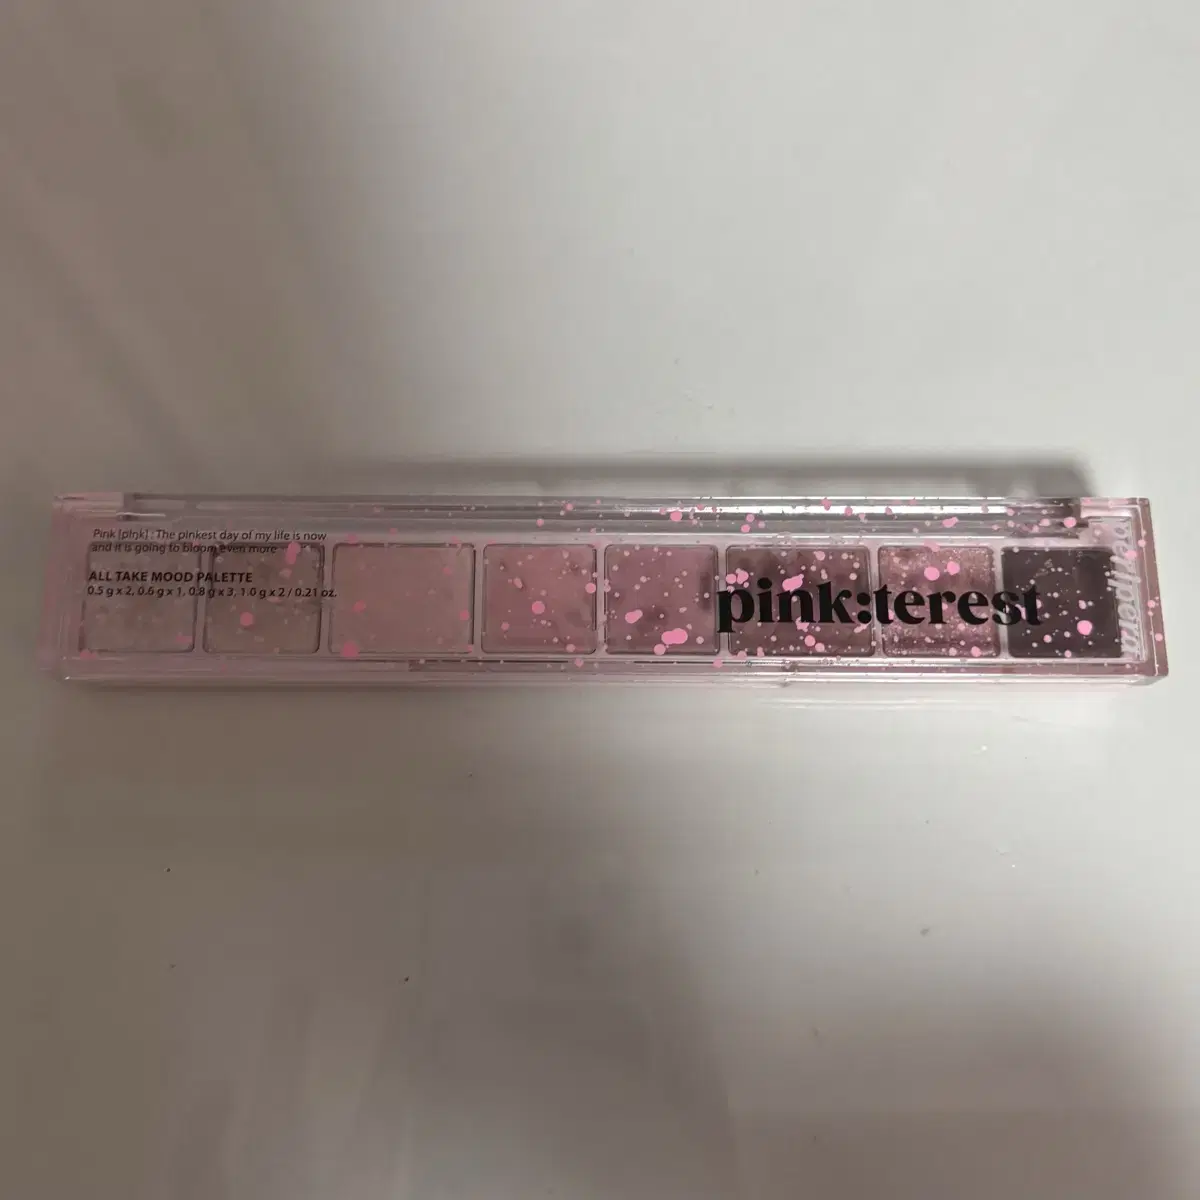 Pink [pıŋk] : The pinkest day of my life is now
and it is going to bloom even more
ALL TAKE MOOD PALETTE
0.5 g x 2, 0.6 g x 1, 0.8 g x 3, 1.0 g x 2 / 0.21 oz.
pink:terest
peripera